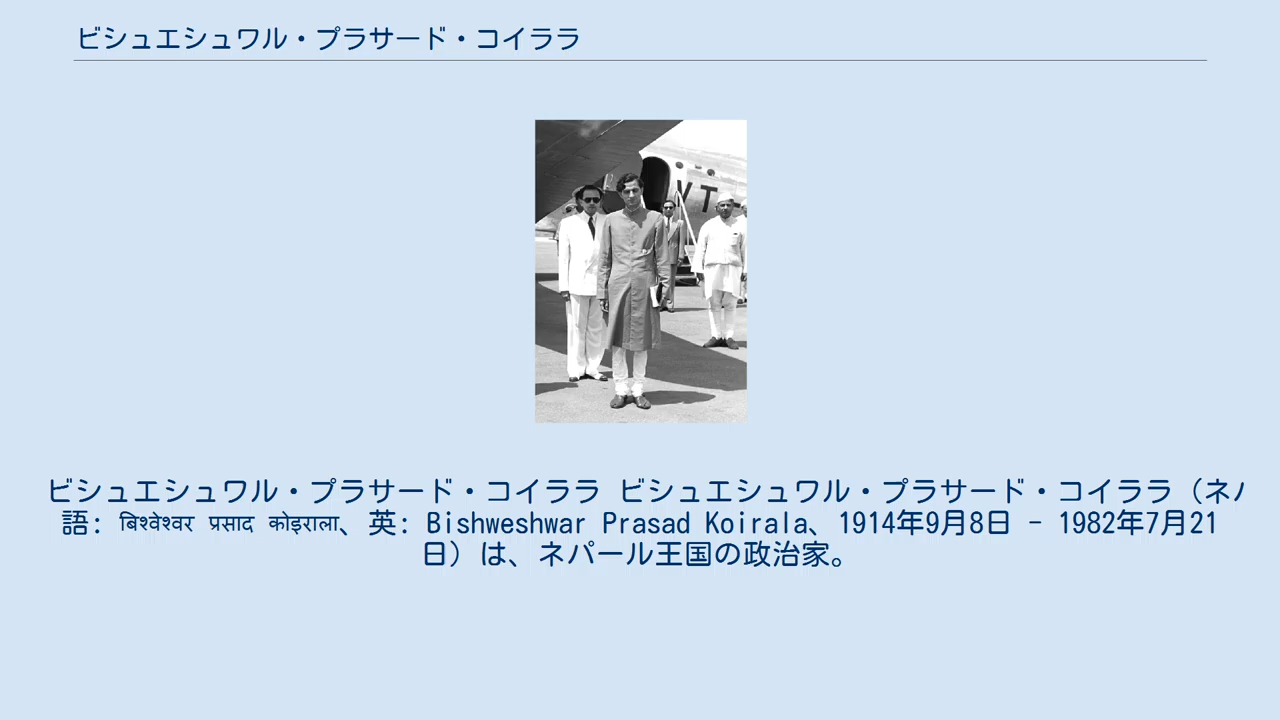 ビシュエシュワル・プラサード・コイララ
VT
ビシュエシュワル・プラサード・コイララ ビシュエシュワル・プラサード・コイララ（ネパ
語: बिश्वेश्वर प्रसाद कोइराला、英: Bishweshwar Prasad Koirala、1914年9月8日 - 1982年7月21
日）は、ネパール王国の政治家。